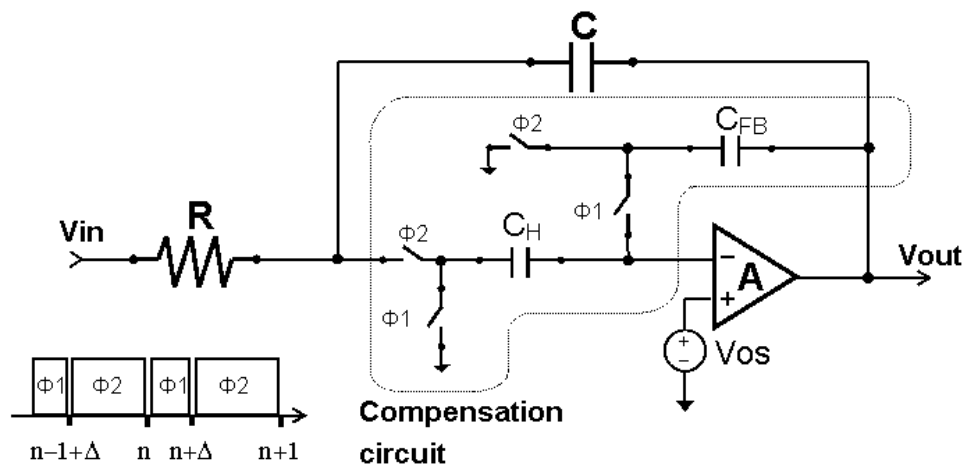 C
Φ2
C_FB
Φ1
R
Vin
Φ2
C_H
−
A
Vout
+
Φ1
+
−
Vos
Φ1 Φ2 Φ1 Φ2
n−1+Δ n n+Δ n+1
Compensation
circuit